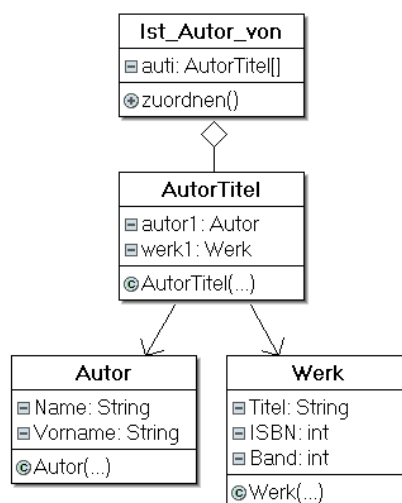 Ist_Autor_von
auti: AutorTitel[]
zuordnen()
AutorTitel
autor1: Autor
werk1: Werk
AutorTitel(...)
Autor
Name: String
Vorname: String
Autor(...)
Werk
Titel: String
ISBN: int
Band: int
Werk(...)